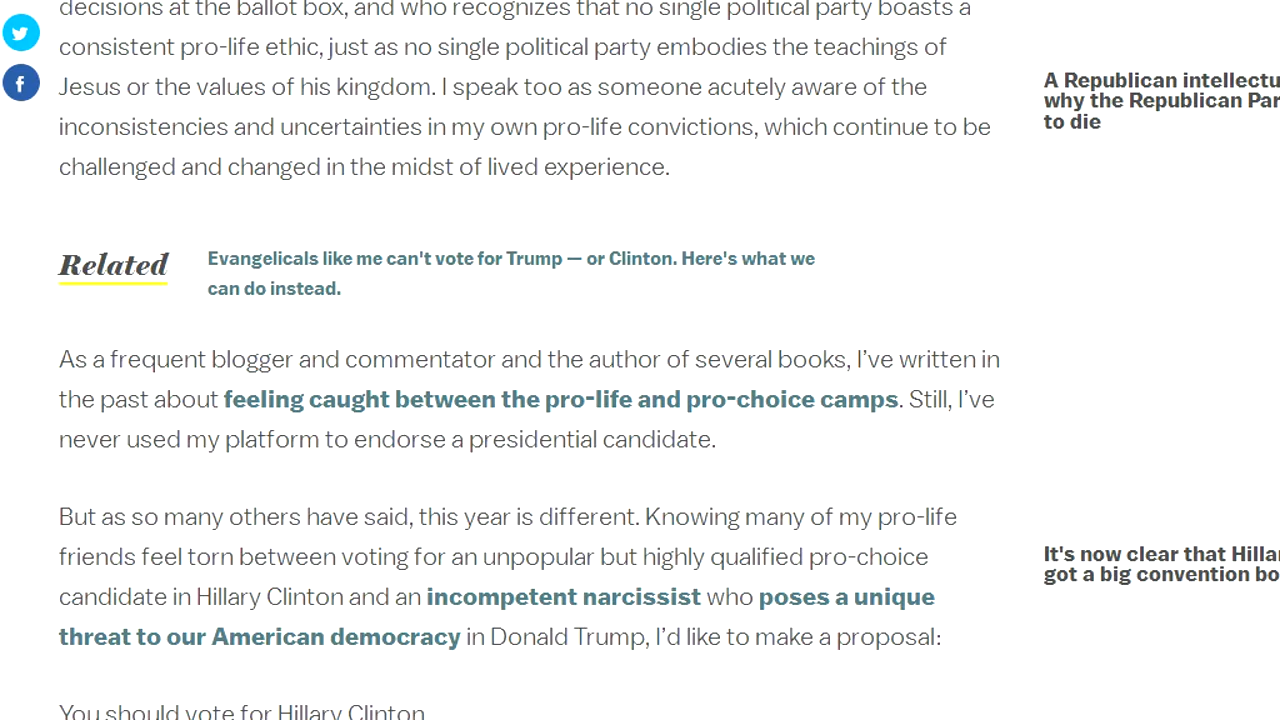 decisions at the ballot box, and who recognizes that no single political party boasts a
consistent pro-life ethic, just as no single political party embodies the teachings of
Jesus or the values of his kingdom. I speak too as someone acutely aware of the
inconsistencies and uncertainties in my own pro-life convictions, which continue to be
challenged and changed in the midst of lived experience.
A Republican intellectu
why the Republican Par
to die
Related
Evangelicals like me can't vote for Trump — or Clinton. Here's what we
can do instead.
As a frequent blogger and commentator and the author of several books, I’ve written in
the past about feeling caught between the pro-life and pro-choice camps. Still, I’ve
never used my platform to endorse a presidential candidate.
But as so many others have said, this year is different. Knowing many of my pro-life
friends feel torn between voting for an unpopular but highly qualified pro-choice
candidate in Hillary Clinton and an incompetent narcissist who poses a unique
threat to our American democracy in Donald Trump, I’d like to make a proposal:
It's now clear that Hillar
got a big convention bo
You should vote for Hillary Clinton